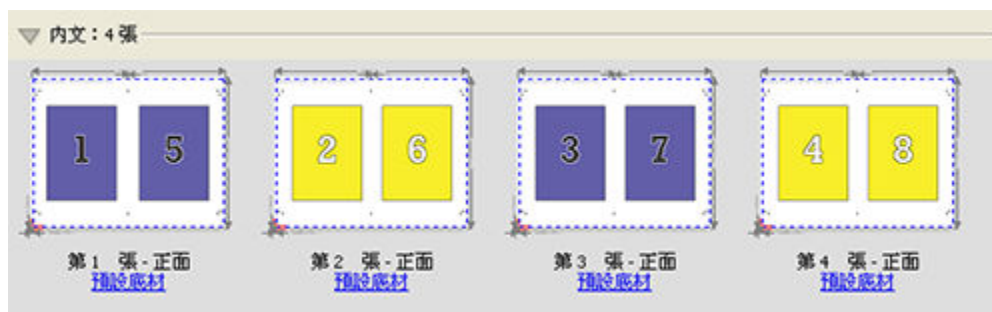 內文：4 張
1 5 2 6 3 7 4 8
第 1 張 - 正面 第 2 張 - 正面 第 3 張 - 正面 第 4 張 - 正面
預設底材 預設底材 預設底材 預設底材